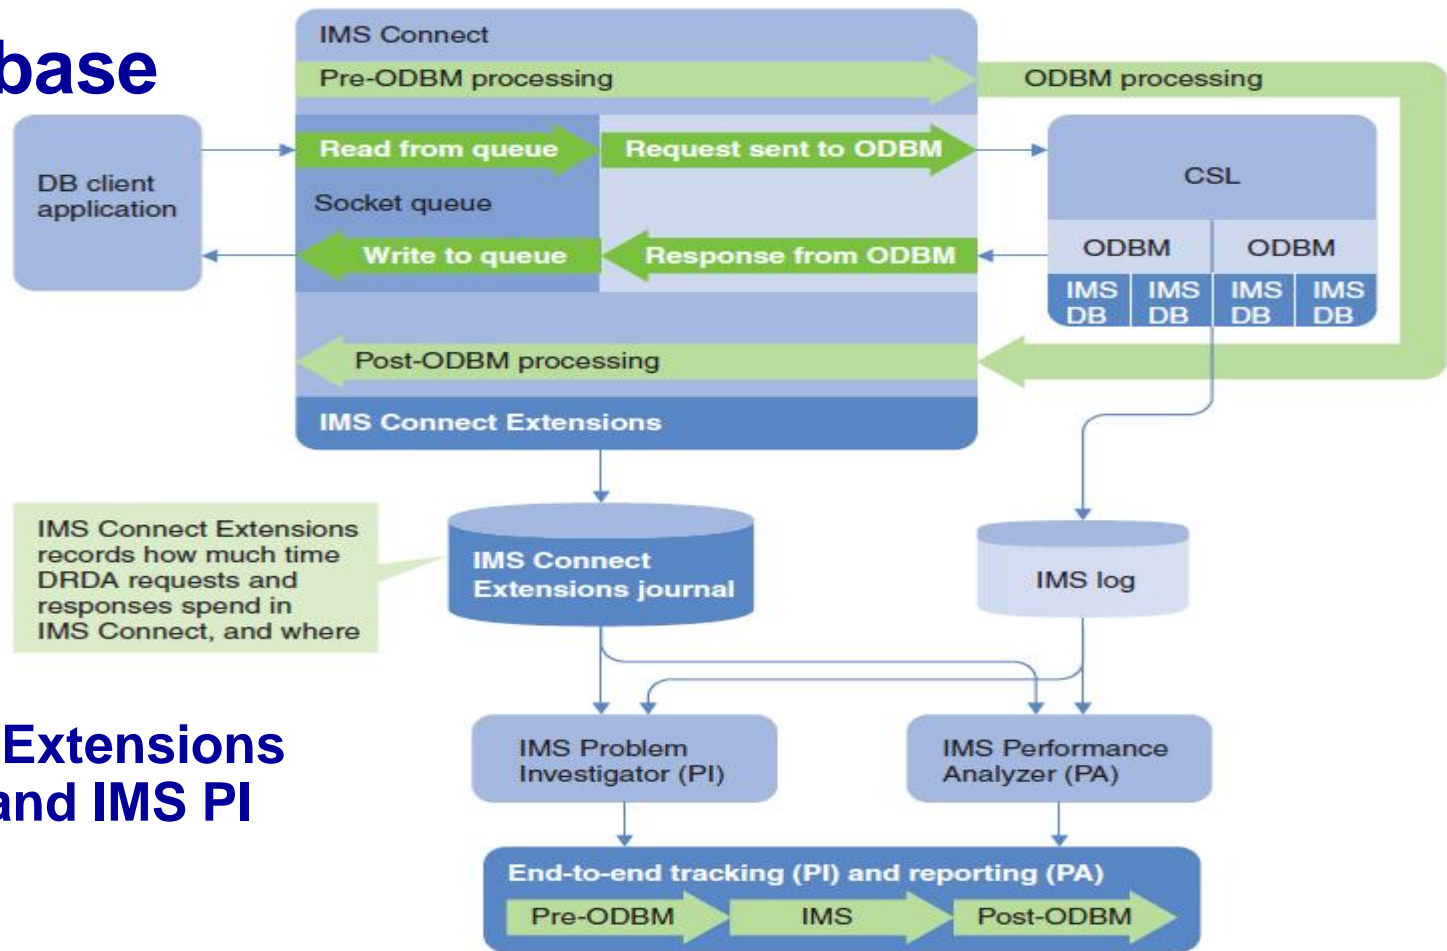 base
IMS Connect
Pre-ODBM processing
ODBM processing
DB client
application
Read from queue
Request sent to ODBM
Socket queue
Write to queue
Response from ODBM
CSL
ODBM
ODBM
IMS
DB
IMS
DB
IMS
DB
IMS
DB
Post-ODBM processing
IMS Connect Extensions
IMS Connect Extensions
records how much time
DRDA requests and
responses spend in
IMS Connect, and where
IMS Connect
Extensions journal
IMS log
Extensions
and IMS PI
IMS Problem
Investigator (PI)
IMS Performance
Analyzer (PA)
End-to-end tracking (PI) and reporting (PA)
Pre-ODBM
IMS
Post-ODBM